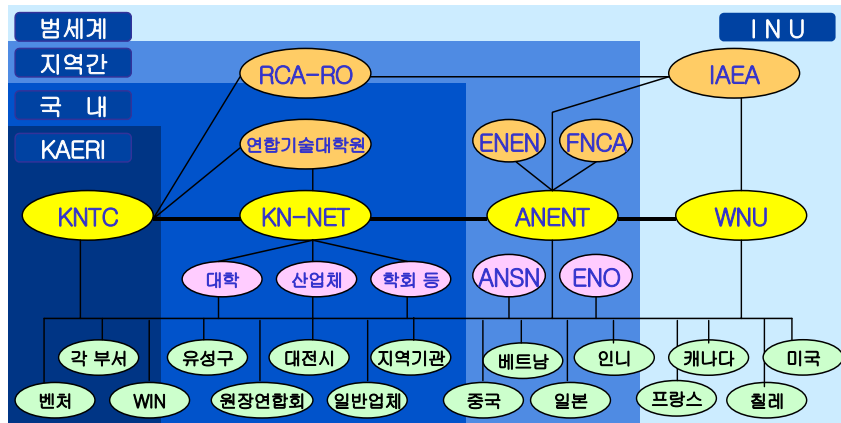 범세계
I N U
지역간
RCA-RO
IAEA
국 내
KAERI
연합기술대학원
ENEN
FNCA
KNTC
KN-NET
ANENT
WNU
대학
산업체
학회 등
ANSN
ENO
각 부서
유성구
대전시
지역기관
베트남
인니
캐나다
미국
벤처
WIN
원장연합회
일반업체
중국
일본
프랑스
칠레